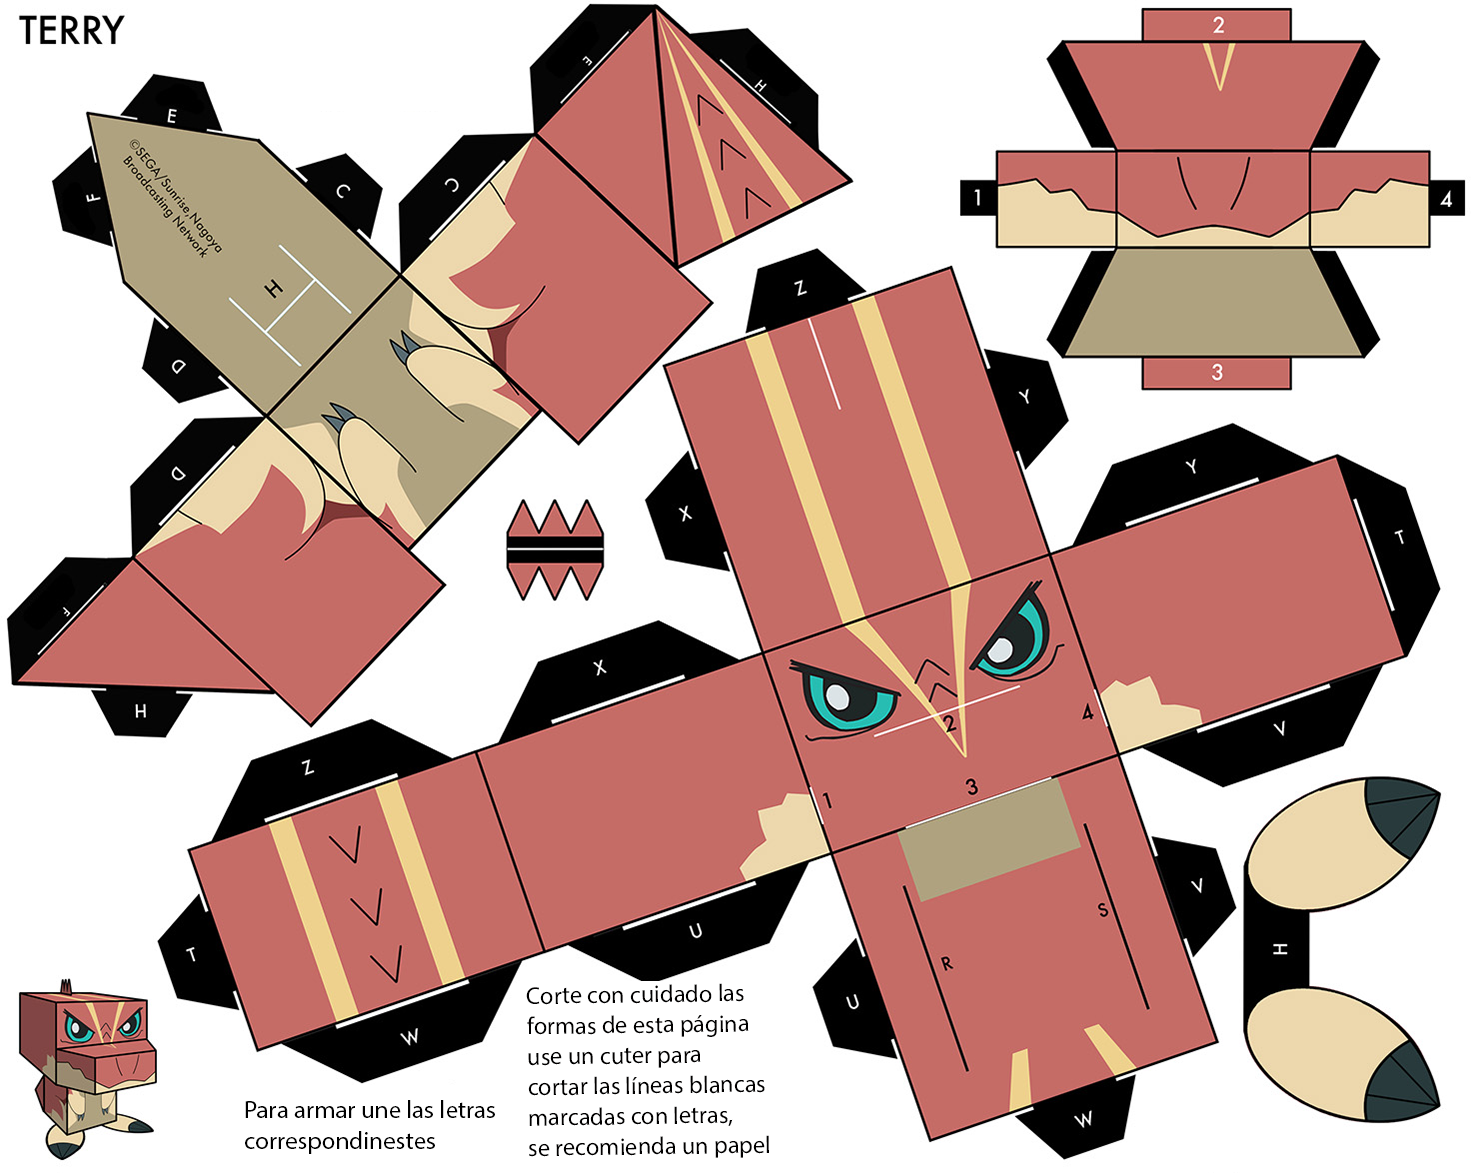 TERRY
E
F
C
D
©SEGA/Sunrise,Nagoya
Broadcasting Network
H
C
E
H
D
F
H
2
1
4
3
Z
Y
X
Y
T
V
2
4
1
3
X
Z
T
U
W
R
S
V
U
W
H
Corte con cuidado las
formas de esta página
use un cuter para
cortar las líneas blancas
marcadas con letras,
se recomienda un papel
Para armar une las letras
correspondinestes